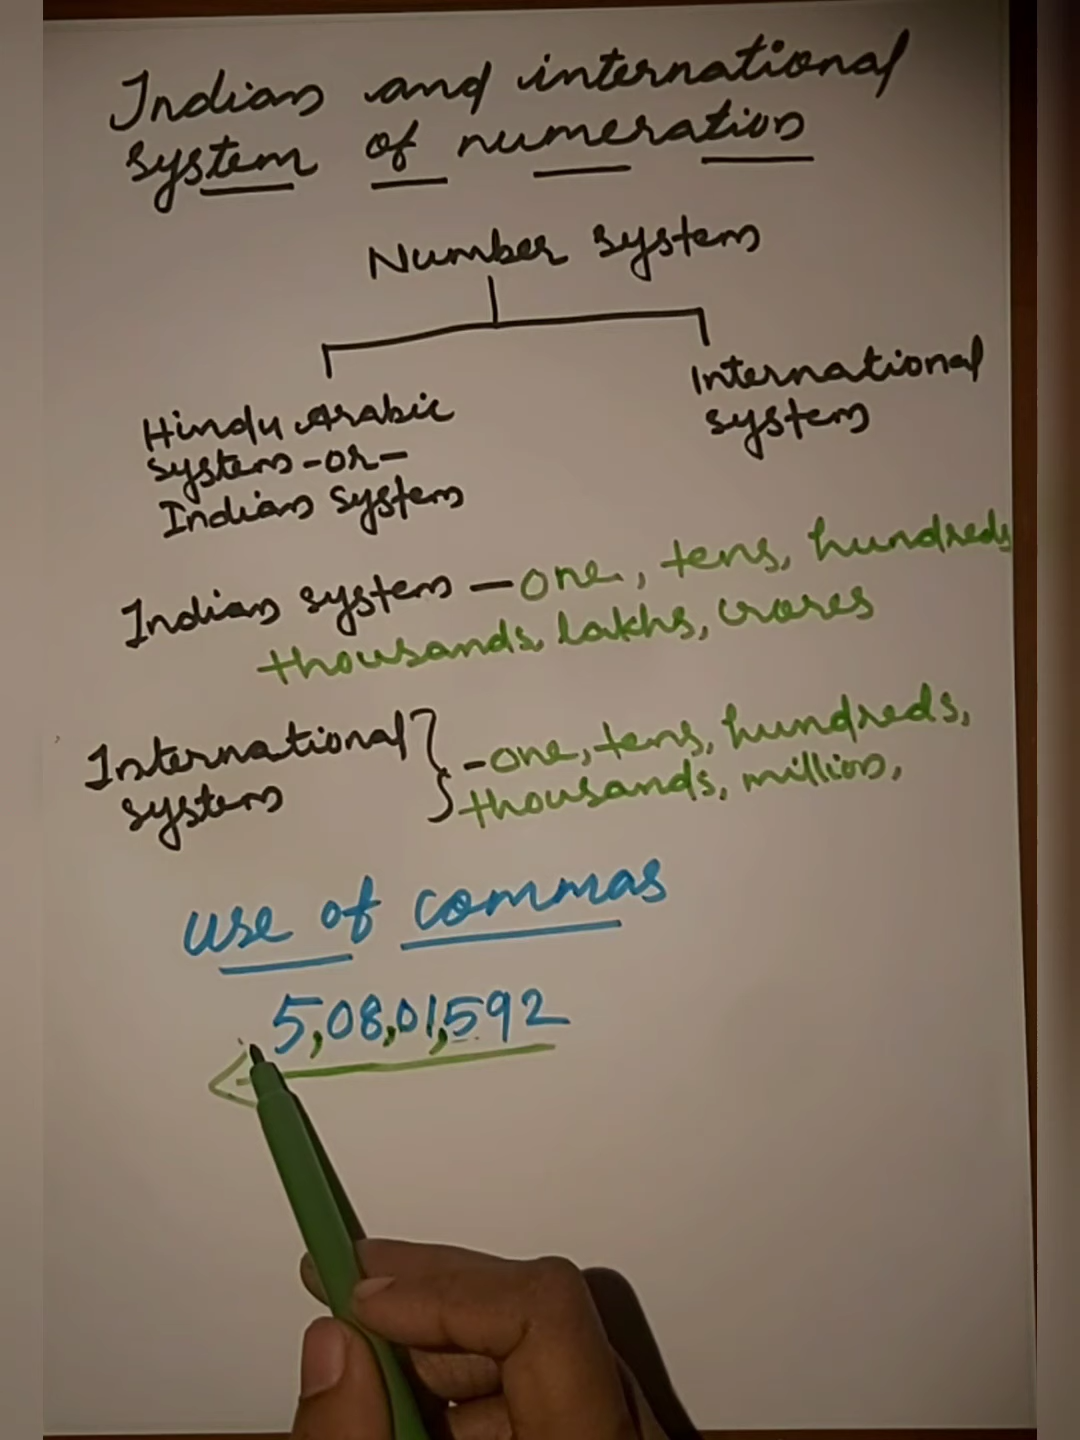 Indian and international
system of numeration
Number system
Hindu Arabic
system -or-
Indian system
International
system
Indian system - one, tens, hundreds
thousands, lakhs, crores
International
system
- one, tens, hundreds,
thousands, million,
use of commas
5,08,01,592